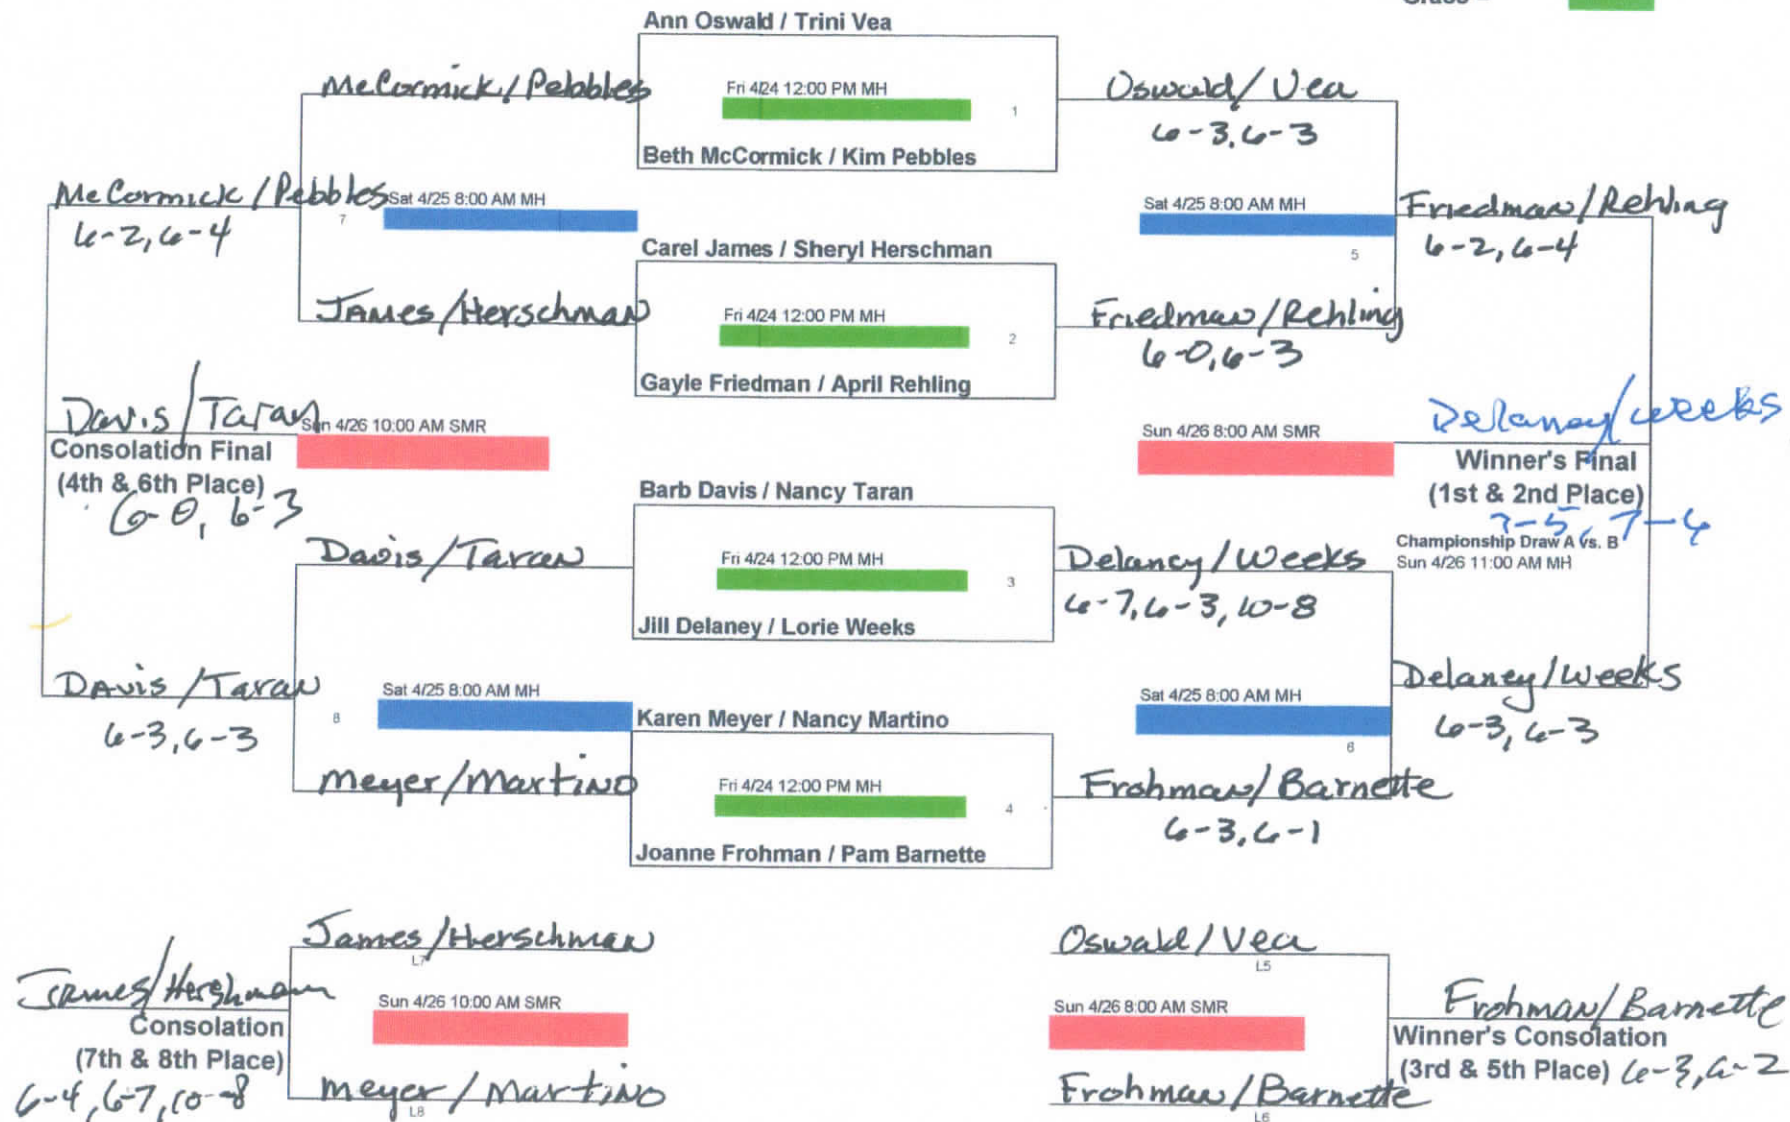 Ann Oswald / Trini Vea
McCormick / Pebbles
Fri 4/24 12:00 PM MH
1
Oswald / Vea
6-3, 6-3
Beth McCormick / Kim Pebbles
McCormick / Pebbles
6-2, 6-4
7
Sat 4/25 8:00 AM MH
Sat 4/25 8:00 AM MH
5
Friedman / Rehling
6-2, 6-4
Carel James / Sheryl Herschman
James / Herschman
Fri 4/24 12:00 PM MH
2
Friedman / Rehling
6-0, 6-3
Gayle Friedman / April Rehling
Davis / Taran
Sun 4/26 10:00 AM SMR
Consolation Final
(4th & 6th Place)
6-0, 6-3
Sun 4/26 8:00 AM SMR
Delaney / Weeks
Winner's Final
(1st & 2nd Place)
7-5, 7-6
Championship Draw A vs. B
Sun 4/26 11:00 AM MH
Barb Davis / Nancy Taran
Davis / Taran
Fri 4/24 12:00 PM MH
3
Delaney / Weeks
6-7, 6-3, 10-8
Jill Delaney / Lorie Weeks
Davis / Taran
6-3, 6-3
8
Sat 4/25 8:00 AM MH
Sat 4/25 8:00 AM MH
6
Delaney / Weeks
6-3, 6-3
Karen Meyer / Nancy Martino
Meyer / Martino
Fri 4/24 12:00 PM MH
4
Frohman / Barnette
6-3, 6-1
Joanne Frohman / Pam Barnette
James / Herschman
L7
James / Hershmann
Sun 4/26 10:00 AM SMR
Consolation
(7th & 8th Place)
6-4, 6-7, 10-8
Meyer / Martino
L8
Oswald / Vea
L5
Sun 4/26 8:00 AM SMR
Frohman / Barnette
Winner's Consolation
(3rd & 5th Place) 6-3, 6-2
Frohman / Barnette
L6